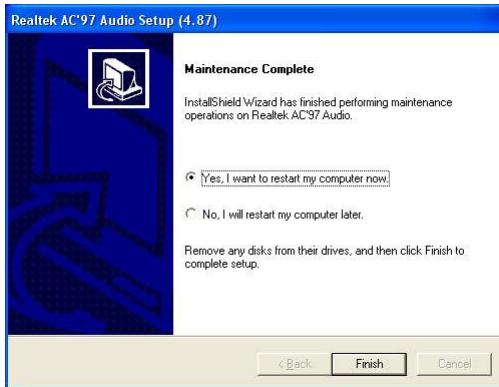 Realtek AC'97 Audio Setup (4.87)
Maintenance Complete
InstallShield Wizard has finished performing maintenance
operations on Realtek AC'97 Audio.
Yes, I want to restart my computer now.
No, I will restart my computer later.
Remove any disks from their drives, and then click Finish to
complete setup.
< Back Finish Cancel